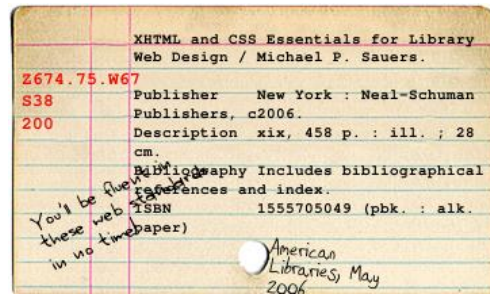 XHTML and CSS Essentials for Library
Web Design / Michael P. Sauers.
Z674.75.W67
S38
200
Publisher New York : Neal-Schuman
Publishers, c2006.
Description xix, 458 p. : ill. ; 28
cm.
Bibliography Includes bibliographical
references and index.
ISBN 1555705049 (pbk. : alk.
paper)
You'll be fluent in
these web standards
in no time!
American
Libraries, May
2006